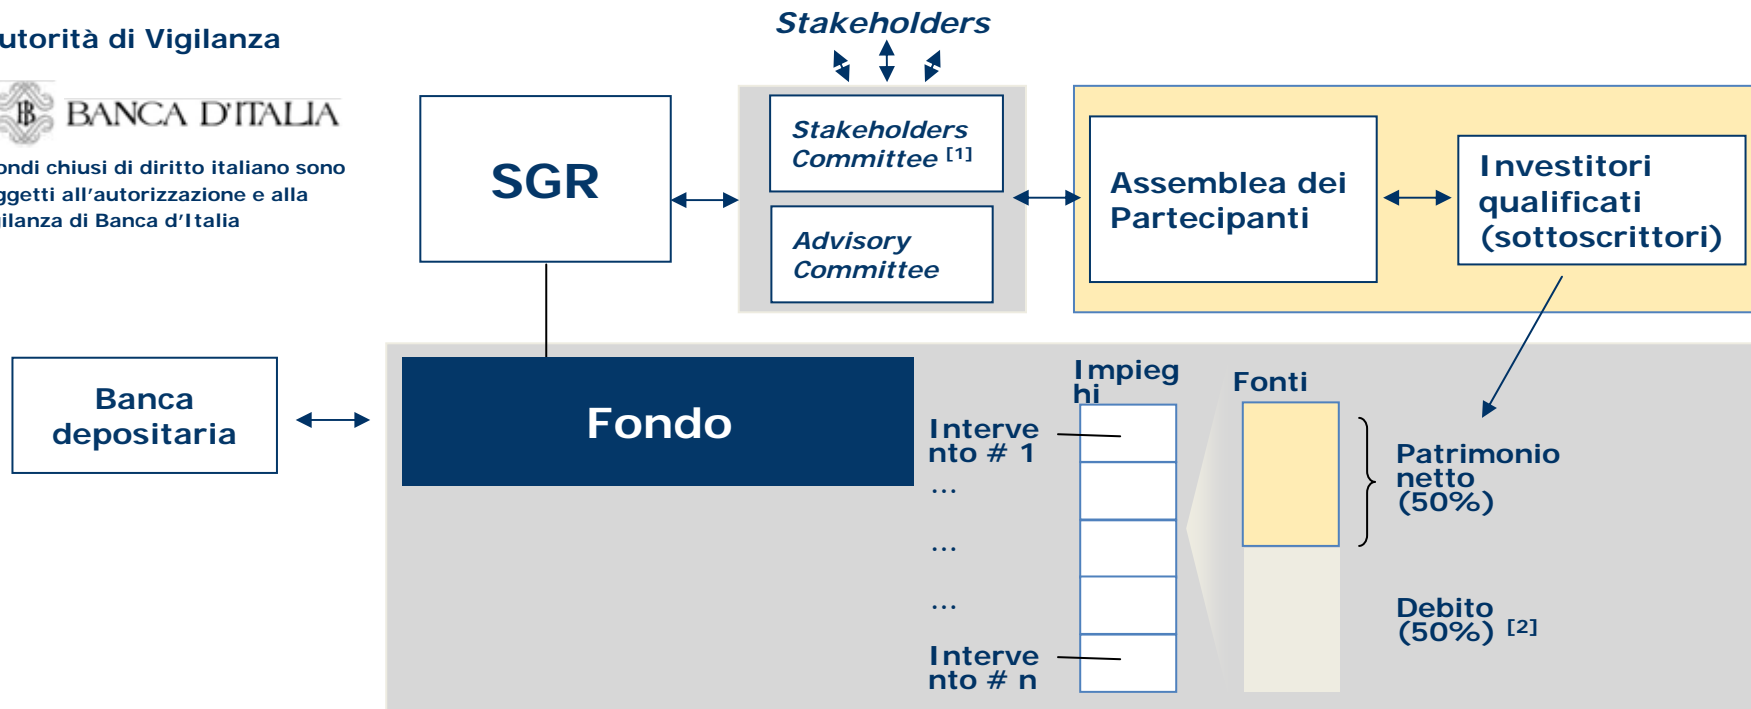 Stakeholders
utorità di Vigilanza
BANCA D'ITALIA
ondi chiusi di diritto italiano sono
ggetti all'autorizzazione e alla
gilanza di Banca d'Italia
SGR
Stakeholders
Committee [1]
Advisory
Committee
Assemblea dei
Partecipanti
Investitori
qualificati
(sottoscrittori)
Banca
depositaria
Fondo
Impieg
hi
Fonti
Interve
nto # 1
...
...
...
Interve
nto # n
Patrimonio
netto
(50%)
Debito
(50%) [2]